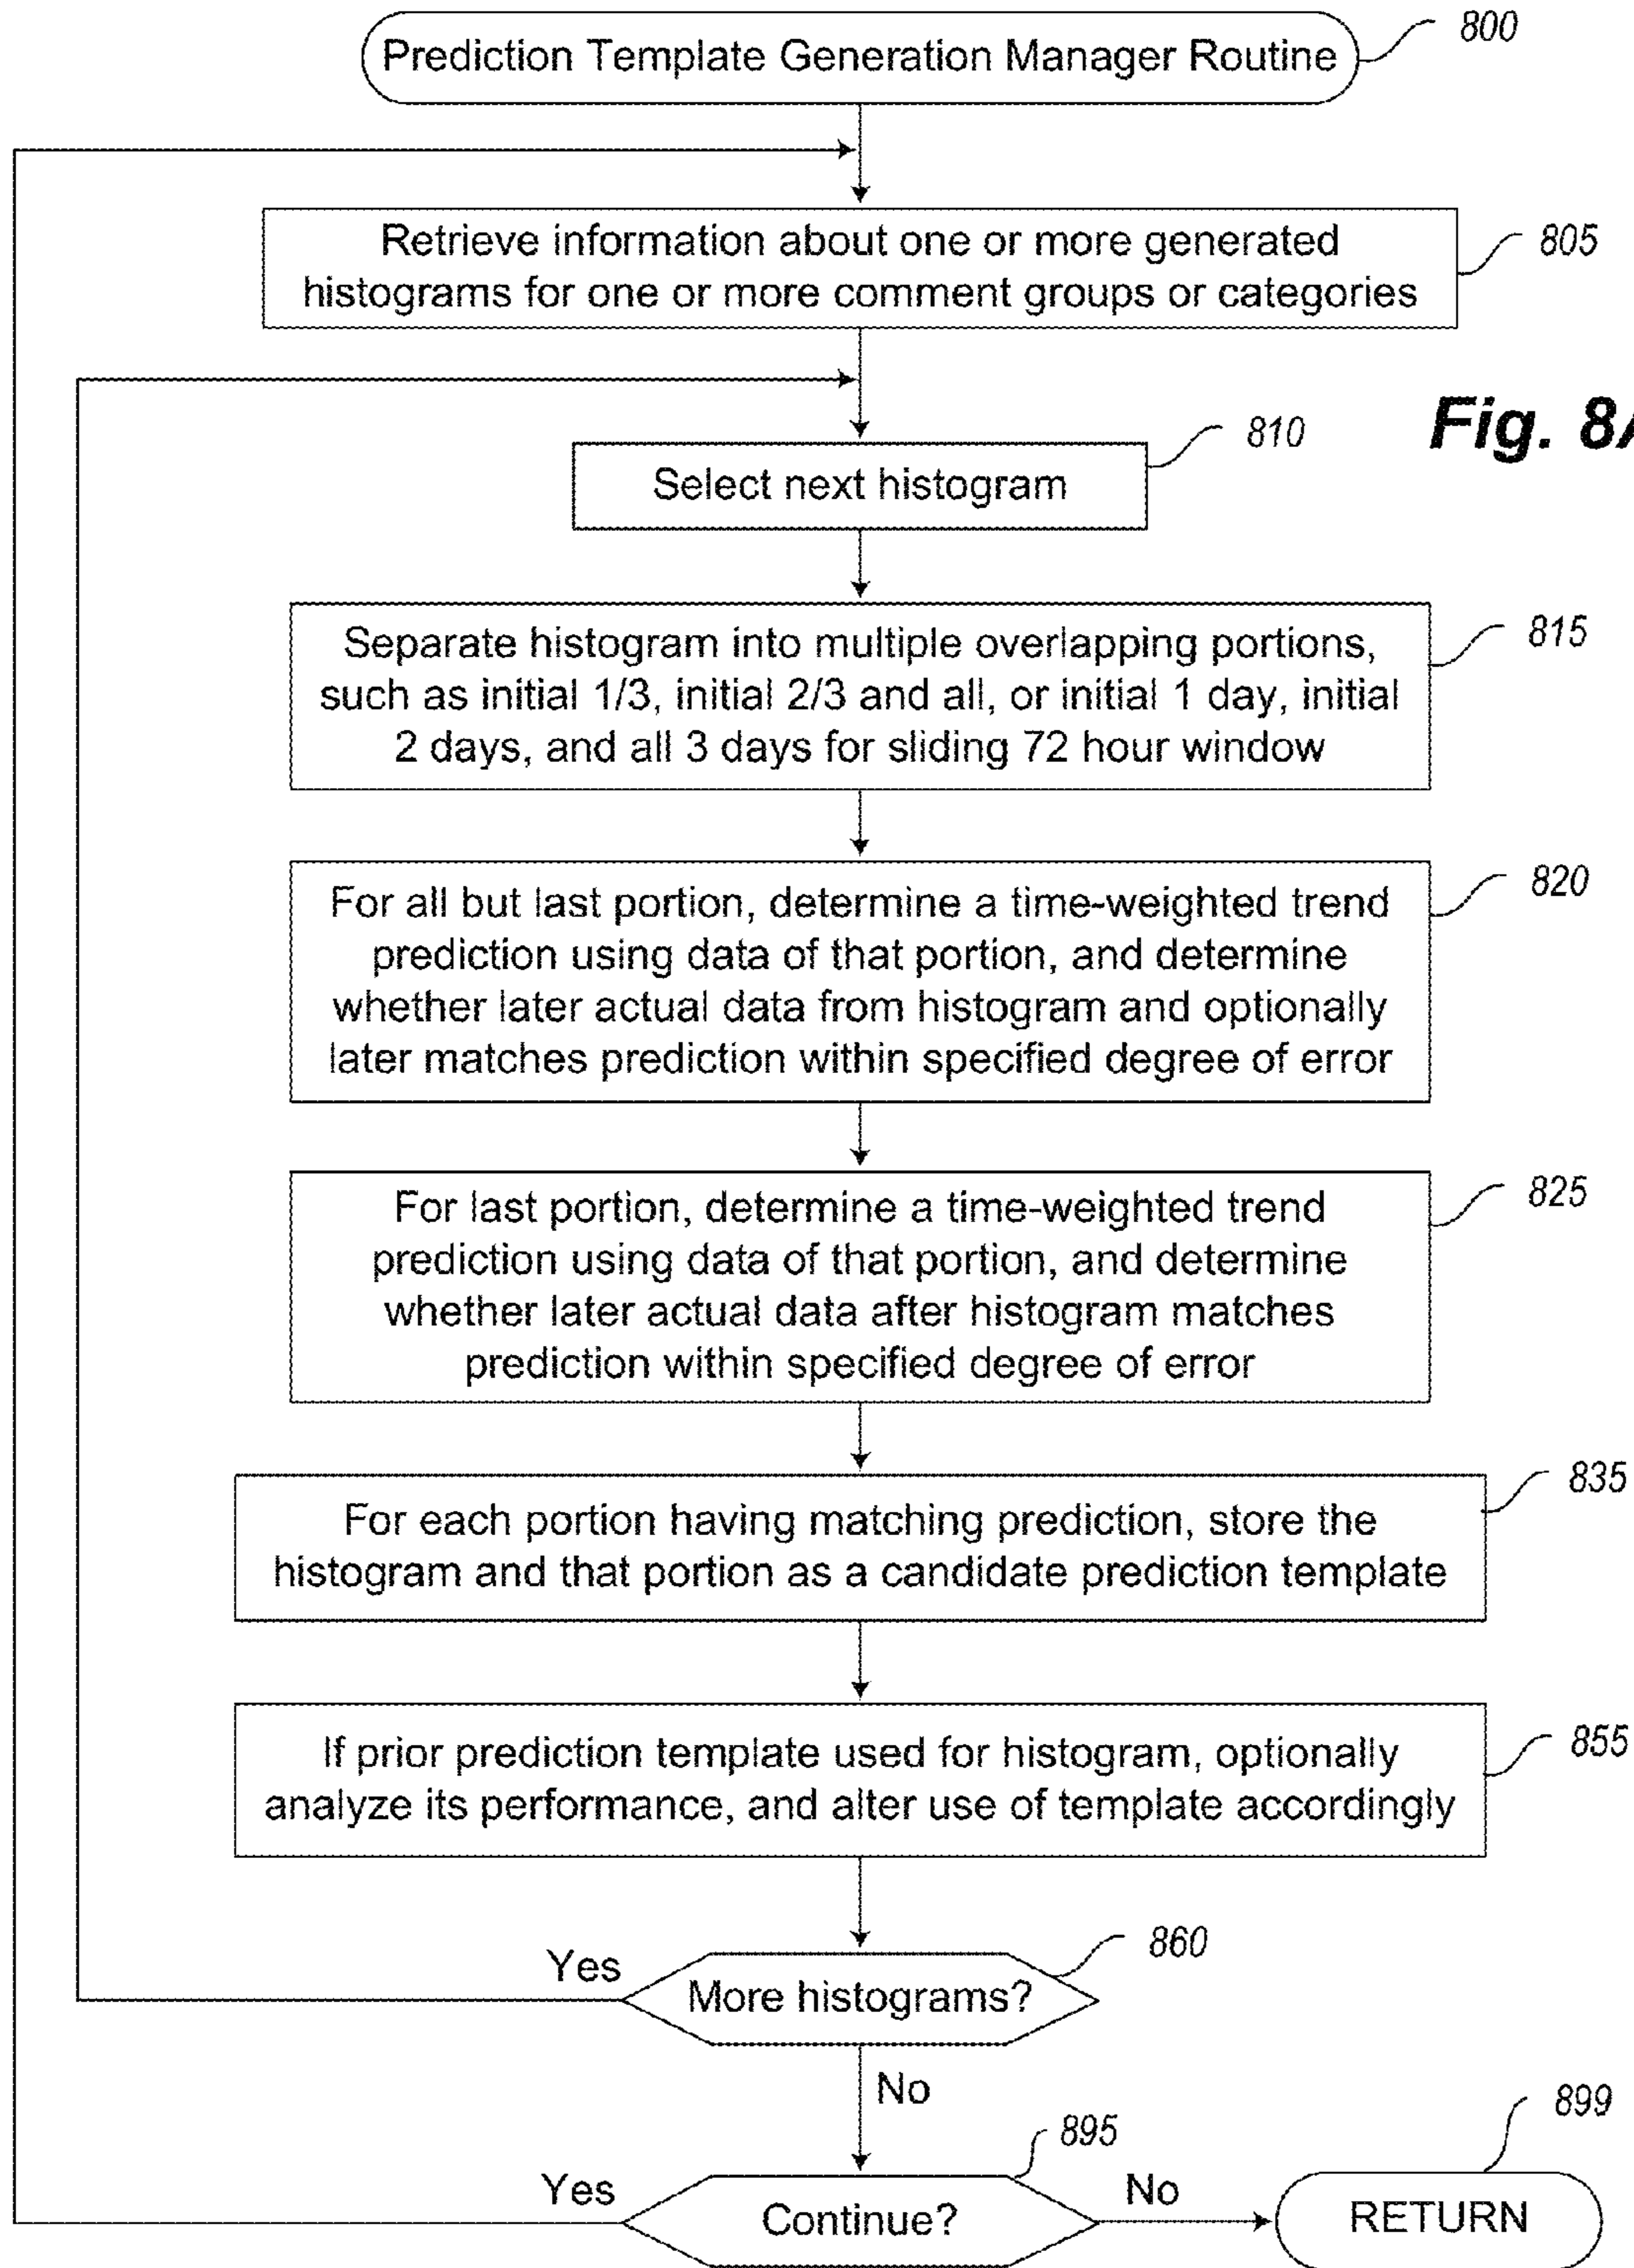 Prediction Template Generation Manager Routine
800
Retrieve information about one or more generated
histograms for one or more comment groups or categories
805
Fig. 8A
810
Select next histogram
Separate histogram into multiple overlapping portions,
such as initial 1/3, initial 2/3 and all, or initial 1 day, initial
2 days, and all 3 days for sliding 72 hour window
815
For all but last portion, determine a time-weighted trend
prediction using data of that portion, and determine
whether later actual data from histogram and optionally
later matches prediction within specified degree of error
820
For last portion, determine a time-weighted trend
prediction using data of that portion, and determine
whether later actual data after histogram matches
prediction within specified degree of error
825
For each portion having matching prediction, store the
histogram and that portion as a candidate prediction template
835
If prior prediction template used for histogram, optionally
analyze its performance, and alter use of template accordingly
855
Yes
More histograms?
860
No
Yes
Continue?
895
No
RETURN
899